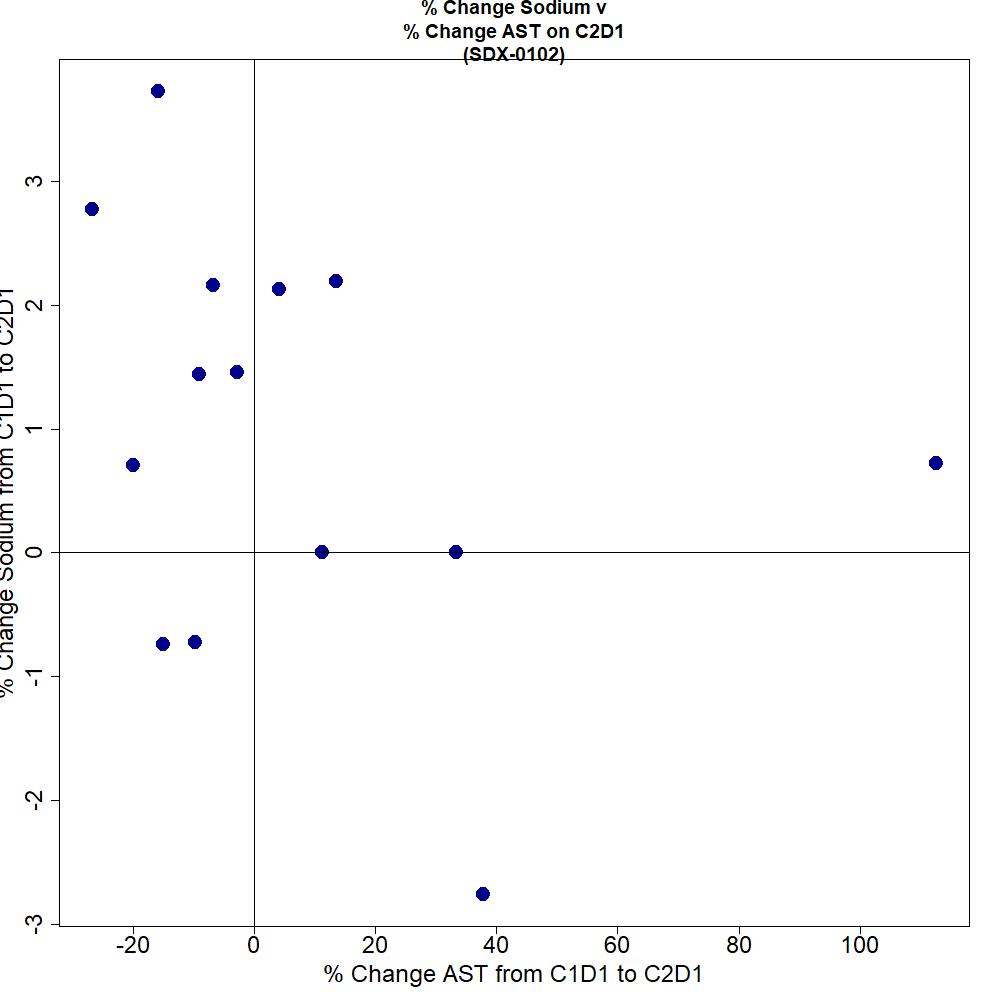 % Change Sodium v
% Change AST on C2D1
(SDX-0102)
% Change Sodium from C1D1 to C2D1
3
2
1
0
-1
-2
-3
-20
0
20
40
60
80
100
% Change AST from C1D1 to C2D1